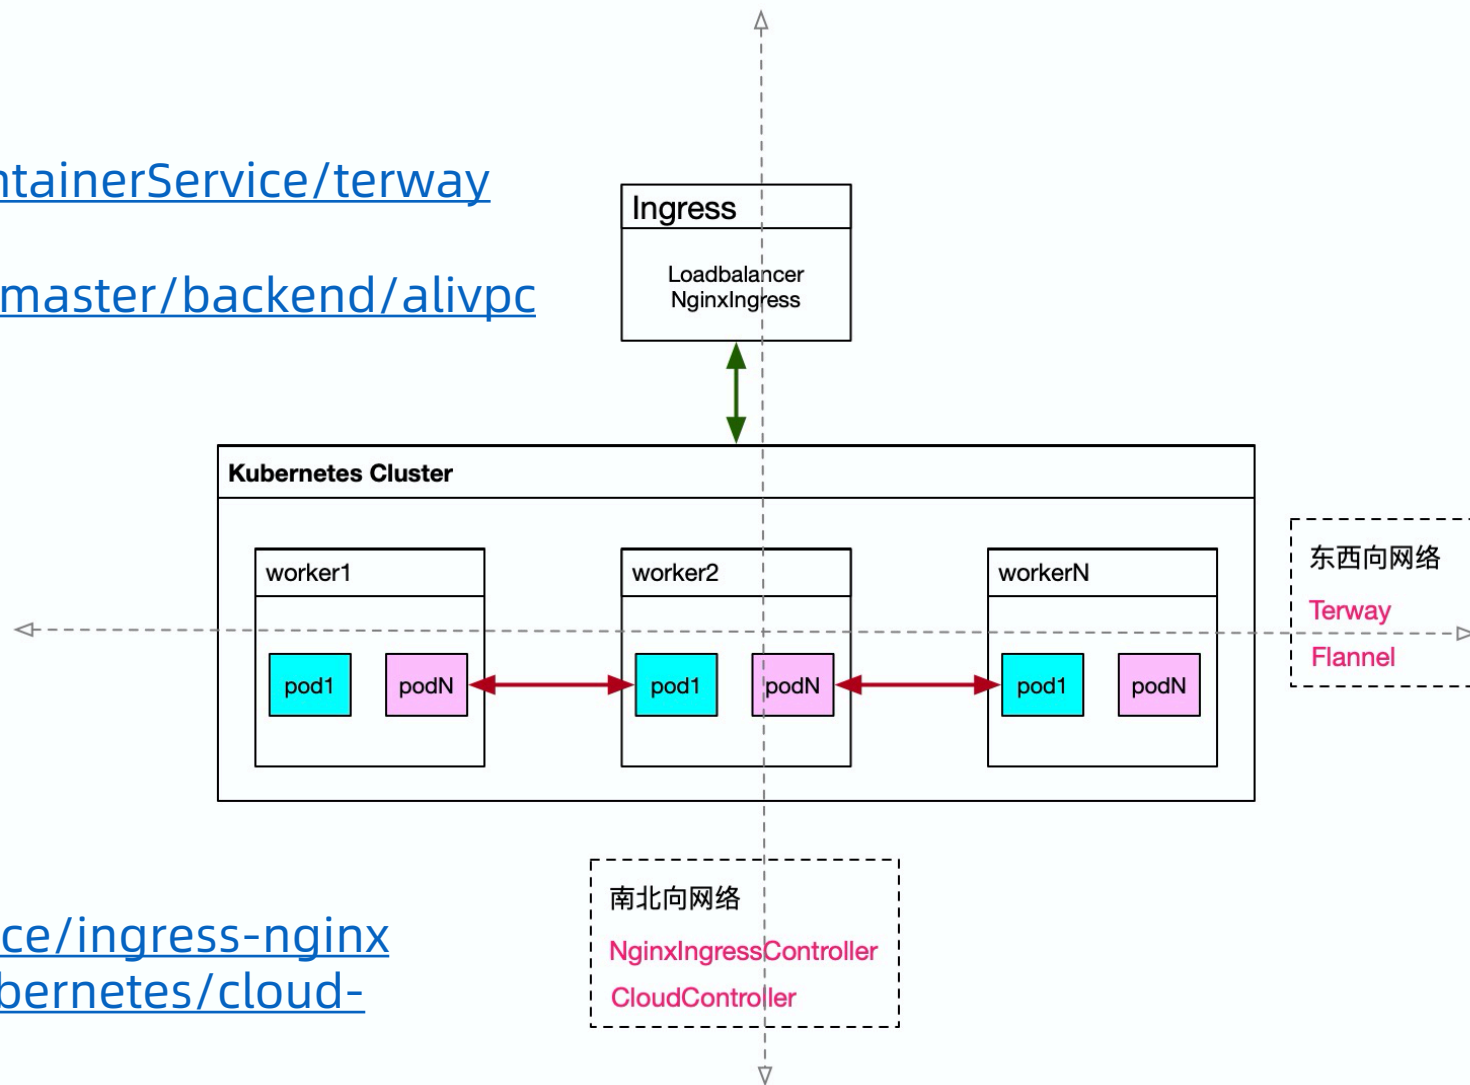 ntainerService/terway
master/backend/alivpc
Ingress
Loadbalancer
NginxIngress
Kubernetes Cluster
worker1
worker2
workerN
pod1
podN
pod1
podN
pod1
podN
东西向网络
Terway
Flannel
南北向网络
NginxIngressController
CloudController
ce/ingress-nginx
bernetes/cloud-